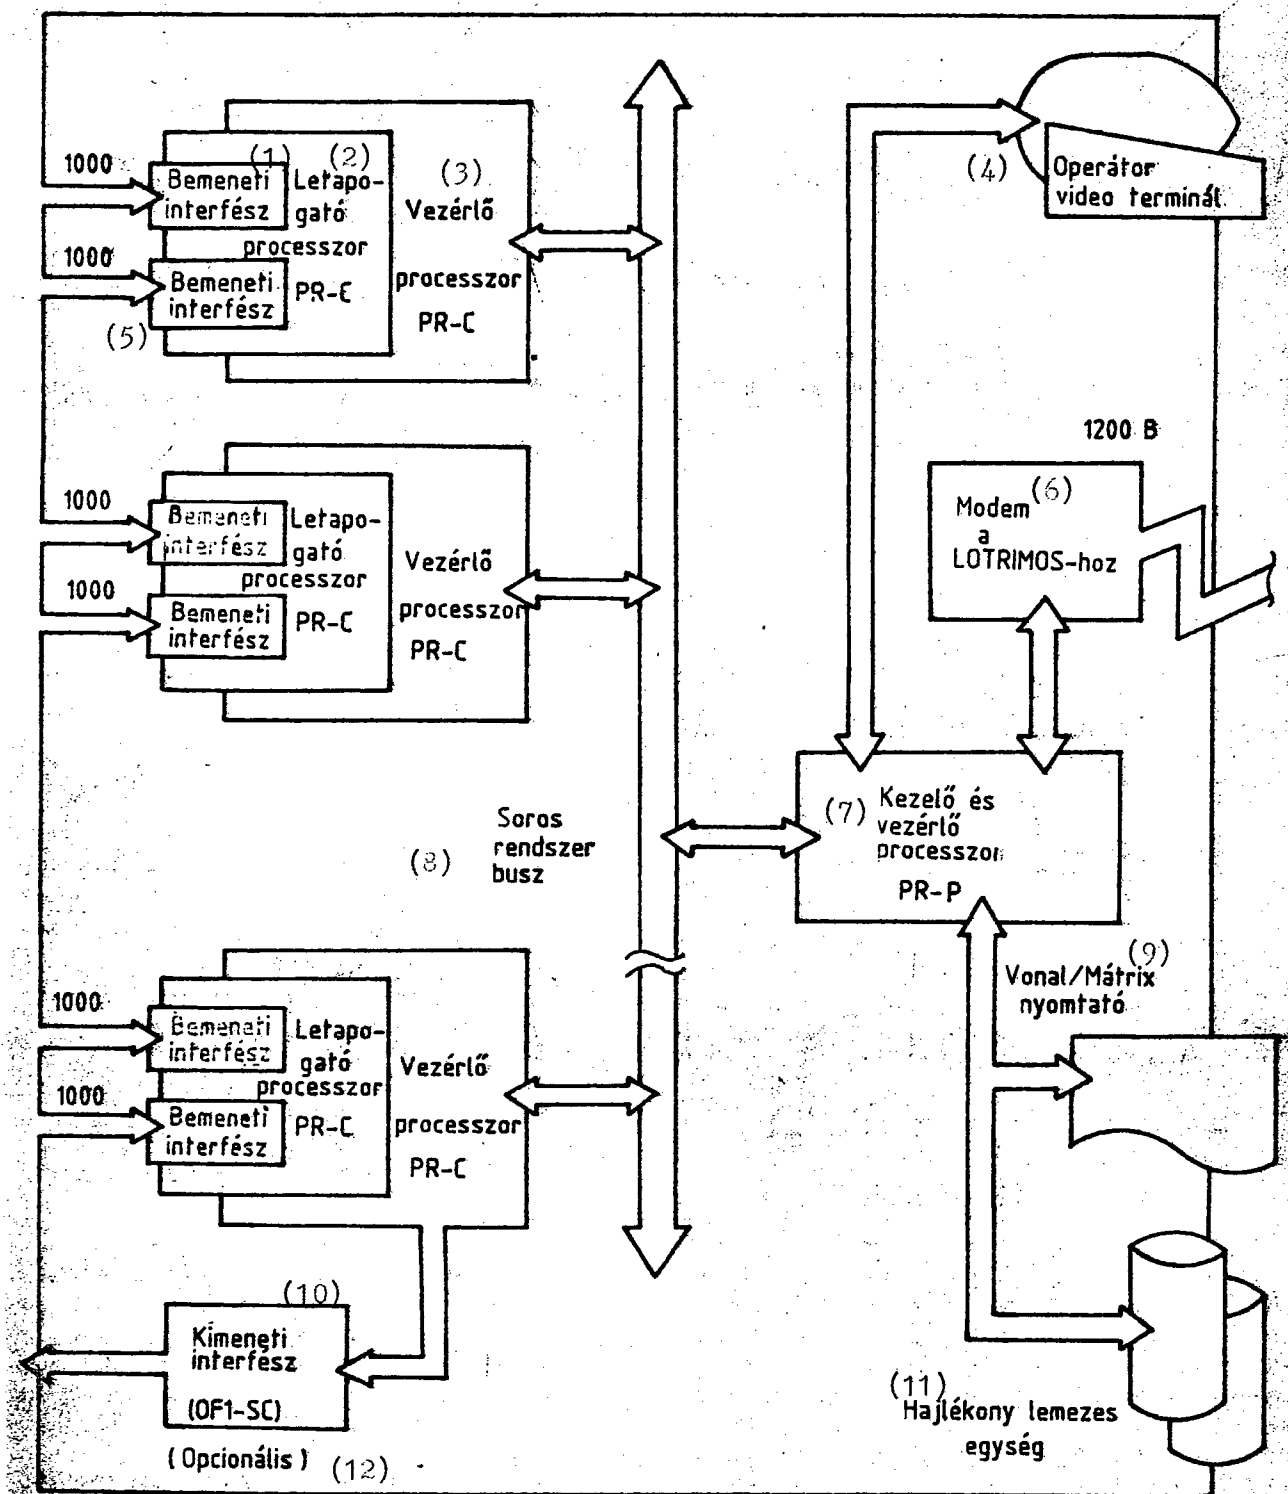 1000
(1)
(2)
(3)
Bemeneti
interfész
Letapo-
gató
processzor
PR-C
Vezérlő
processzor
PR-C
1000
Bemeneti
interfész
(5)
(4)
Operátor
video terminál
1000
Bemeneti
interfész
Letapo-
gató
processzor
PR-C
Vezérlő
processzor
PR-C
1000
Bemeneti
interfész
1200 B
(6)
Modem
a
LOTRIMOS-hoz
(7)
Kezelő és
vezérlő
processzor
PR-P
(8)
Soros
rendszer
busz
(9)
Vonal/Mátrix
nyomtató
1000
Bemeneti
interfész
Letapo-
gató
processzor
PR-C
Vezérlő
processzor
PR-C
1000
Bemeneti
interfész
(10)
Kimeneti
interfész
(OF1-SC)
(Opcionális)
(12)
(11)
Hajlékony lemezes
egység